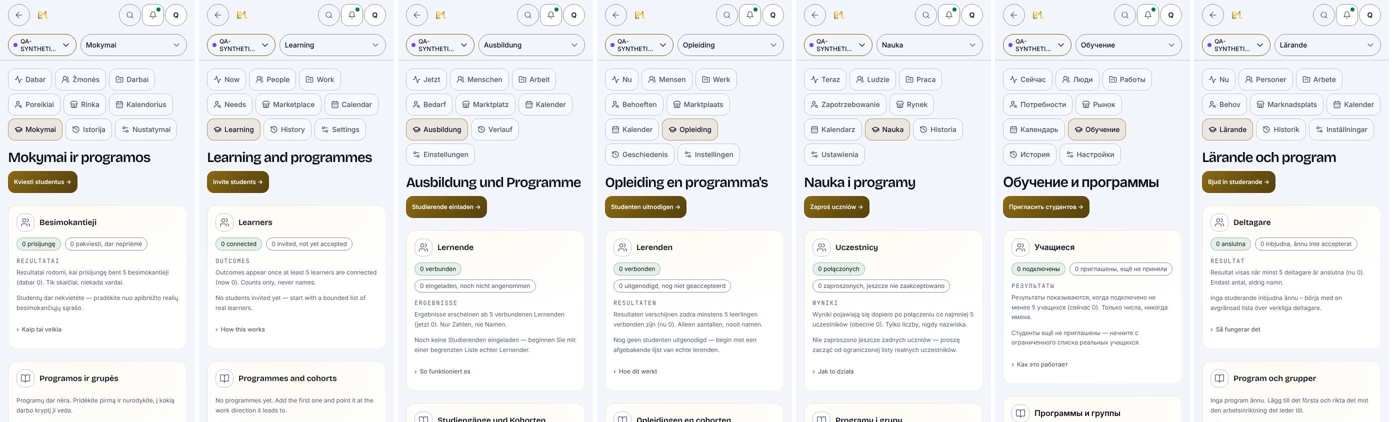 Q
QA-
SYNTHETI...
Mokymai
Dabar
Žmonės
Darbai
Poreikiai
Rinka
Kalendorius
Mokymai
Istorija
Nustatymai
Mokymai ir programos
Kviesti studentus →
Besimokantieji
0 prisijungę
0 pakviesti, dar nepriėmė
REZULTATAI
Rezultatai rodomi, kai prisijungę bent 5 besimokantieji
(dabar 0). Tik skaičiai, niekada vardai.
Studentų dar nekvietėte — pradėkite nuo apibrėžto realių
besimokančiųjų sąrašo.
› Kaip tai veikia
Programos ir grupės
Programų dar nėra. Pridėkite pirmą ir nurodykite, į kokią
darbo kryptį ji veda.
Q
QA-
SYNTHETI...
Learning
Now
People
Work
Needs
Marketplace
Calendar
Learning
History
Settings
Learning and programmes
Invite students →
Learners
0 connected
0 invited, not yet accepted
OUTCOMES
Outcomes appear once at least 5 learners are connected
(now 0). Counts only, never names.
No students invited yet — start with a bounded list of
real learners.
› How this works
Programmes and cohorts
No programmes yet. Add the first one and point it at the
work direction it leads to.
Q
QA-
SYNTHETI...
Ausbildung
Jetzt
Menschen
Arbeit
Bedarf
Marktplatz
Kalender
Ausbildung
Verlauf
Einstellungen
Ausbildung und Programme
Studierende einladen →
Lernende
0 verbunden
0 eingeladen, noch nicht angenommen
ERGEBNISSE
Ergebnisse erscheinen ab 5 verbundenen Lernenden
(jetzt 0). Nur Zahlen, nie Namen.
Noch keine Studierenden eingeladen — beginnen Sie mit
einer begrenzten Liste echter Lernender.
› So funktioniert es
Studiengänge und Kohorten
Q
QA-
SYNTHETI...
Opleiding
Nu
Mensen
Werk
Behoeften
Marktplaats
Kalender
Opleiding
Geschiedenis
Instellingen
Opleiding en programma's
Studenten uitnodigen →
Lerenden
0 verbonden
0 uitgenodigd, nog niet geaccepteerd
RESULTATEN
Resultaten verschijnen zodra minstens 5 leerlingen
verbonden zijn (nu 0). Alleen aantallen, nooit namen.
Nog geen studenten uitgenodigd — begin met een
afgebakende lijst van echte lerenden.
› Hoe dit werkt
Opleidingen en cohorten
Q
QA-
SYNTHETI...
Nauka
Teraz
Ludzie
Praca
Zapotrzebowanie
Rynek
Kalendarz
Nauka
Historia
Ustawienia
Nauka i programy
Zaproś uczniów →
Uczestnicy
0 połączonych
0 zaproszonych, jeszcze nie zaakceptowano
WYNIKI
Wyniki pojawiają się dopiero po połączeniu co najmniej 5
uczestników (obecnie 0). Tylko liczby, nigdy nazwiska.
Nie zaproszono jeszcze żadnych uczniów — proszę
zacząć od ograniczonej listy realnych uczestników.
› Jak to działa
Programy i grupy
Q
QA-
SYNTHETI...
Обучение
Сейчас
Люди
Работы
Потребности
Рынок
Календарь
Обучение
История
Настройки
Обучение и программы
Пригласить студентов →
Учащиеся
0 подключены
0 приглашены, ещё не приняли
РЕЗУЛЬТАТЫ
Результаты показываются, когда подключено не
менее 5 учащихся (сейчас 0). Только числа, никогда
имена.
Студенты ещё не приглашены — начните с
ограниченного списка реальных учащихся.
› Как это работает
Программы и группы
Q
QA-
SYNTHETI...
Lärande
Nu
Personer
Arbete
Behov
Marknadsplats
Kalender
Lärande
Historik
Inställningar
Lärande och program
Bjud in studerande →
Deltagare
0 anslutna
0 inbjudna, ännu inte accepterat
RESULTAT
Resultat visas när minst 5 deltagare är anslutna (nu 0).
Endast antal, aldrig namn.
Inga studerande inbjudna ännu – börja med en
avgränsad lista över verkliga deltagare.
› Så fungerar det
Program och grupper
Inga program ännu. Lägg till det första och rikta det mot
den arbetsinriktning det leder till.